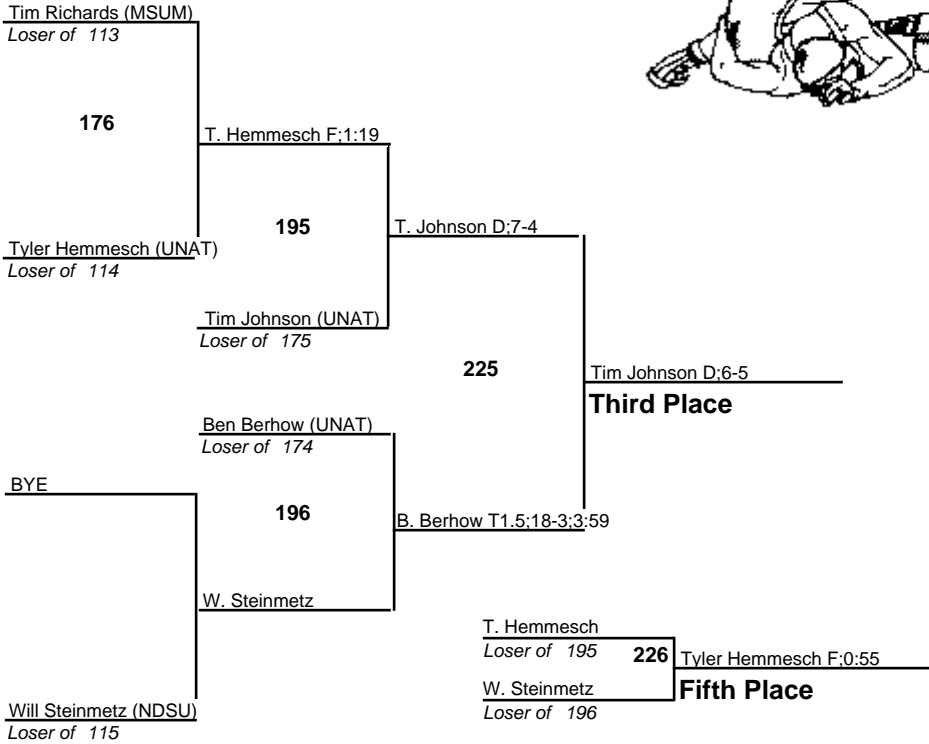 Tim Richards (MSUM)
Loser of 113
176
T. Hemmesch F;1:19
195
T. Johnson D;7-4
Tyler Hemmesch (UNAT)
Loser of 114
Tim Johnson (UNAT)
Loser of 175
225
Tim Johnson D;6-5
Third Place
Ben Berhow (UNAT)
Loser of 174
BYE
196
B. Berhow T1.5;18-3;3:59
W. Steinmetz
T. Hemmesch
Loser of 195
226
Tyler Hemmesch F;0:55
Fifth Place
W. Steinmetz
Loser of 196
Will Steinmetz (NDSU)
Loser of 115